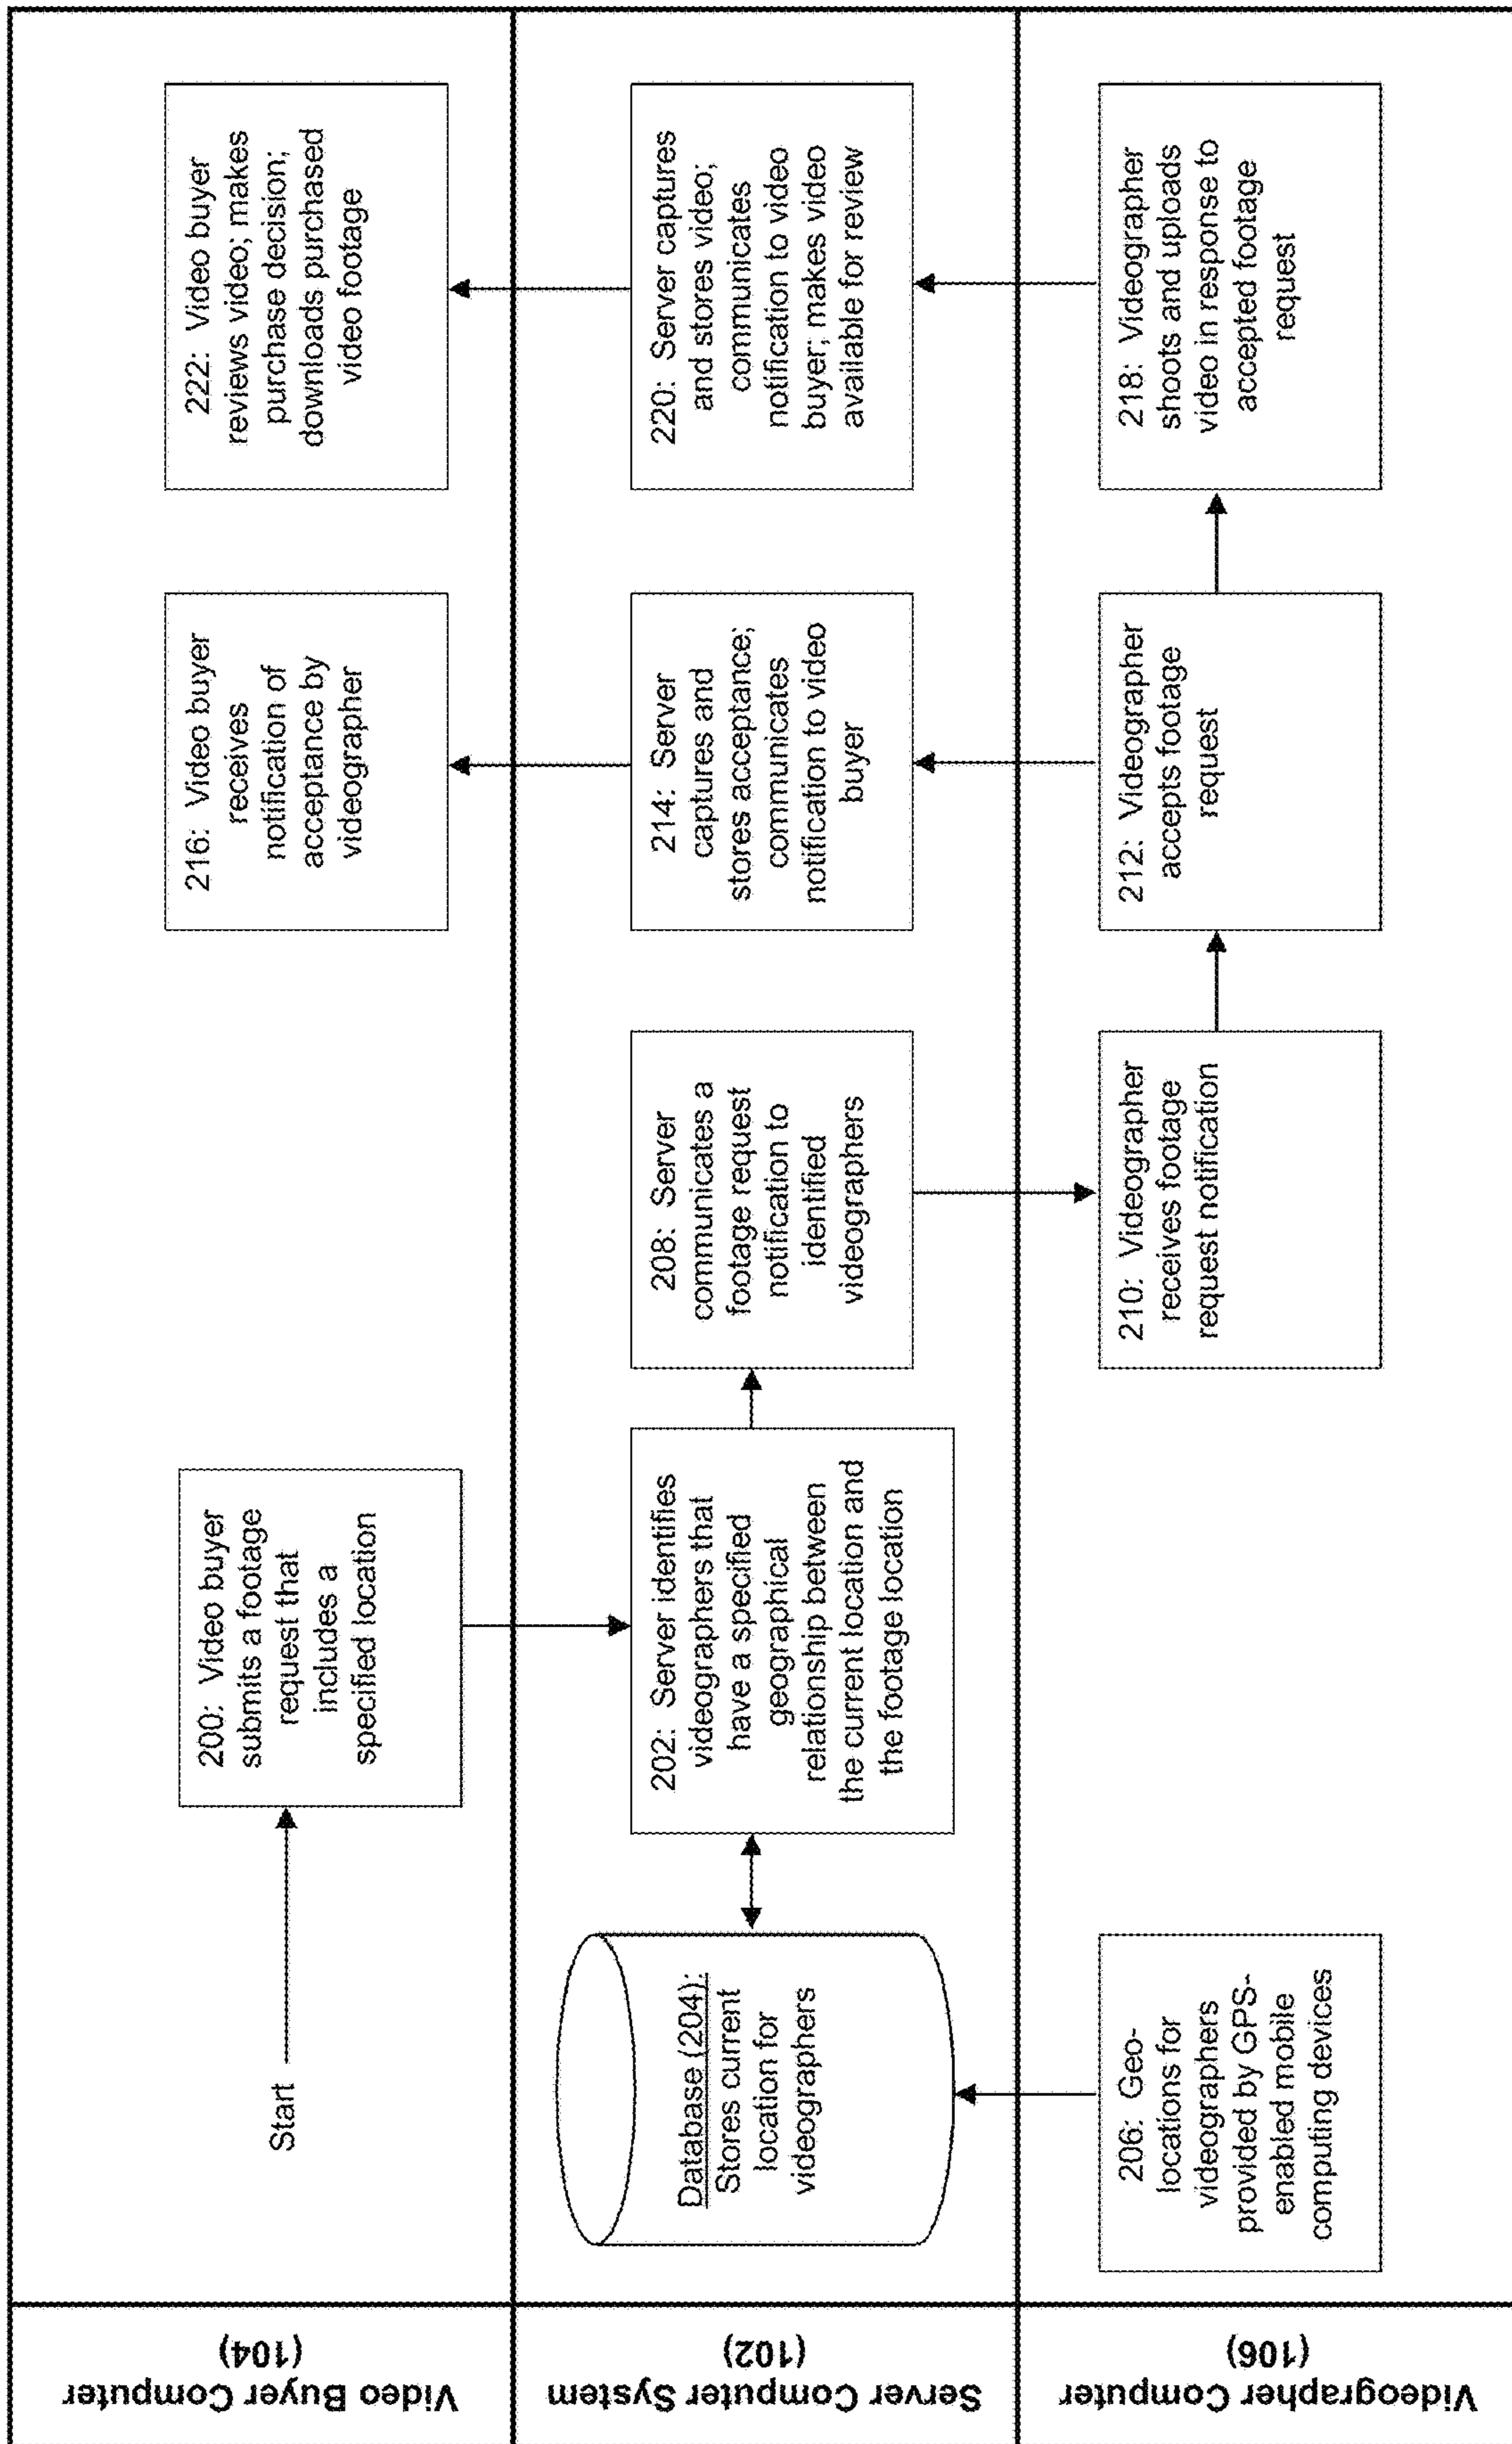 Video Buyer Computer
(104)
Start
200: Video buyer
submits a footage
request that
includes a
specified location
216: Video buyer
receives
notification of
acceptance by
videographer
222: Video buyer
reviews video; makes
purchase decision;
downloads purchased
video footage
Server Computer System
(102)
Database (204):
Stores current
location for
videographers
202: Server identifies
videographers that
have a specified
geographical
relationship between
the current location and
the footage location
208: Server
communicates a
footage request
notification to
identified
videographers
214: Server
captures and
stores acceptance;
communicates
notification to video
buyer
220: Server captures
and stores video;
communicates
notification to video
buyer; makes video
available for review
Videographer Computer
(106)
206: Geo-
locations for
videographers
provided by GPS-
enabled mobile
computing devices
210: Videographer
receives footage
request notification
212: Videographer
accepts footage
request
218: Videographer
shoots and uploads
video in response to
accepted footage
request